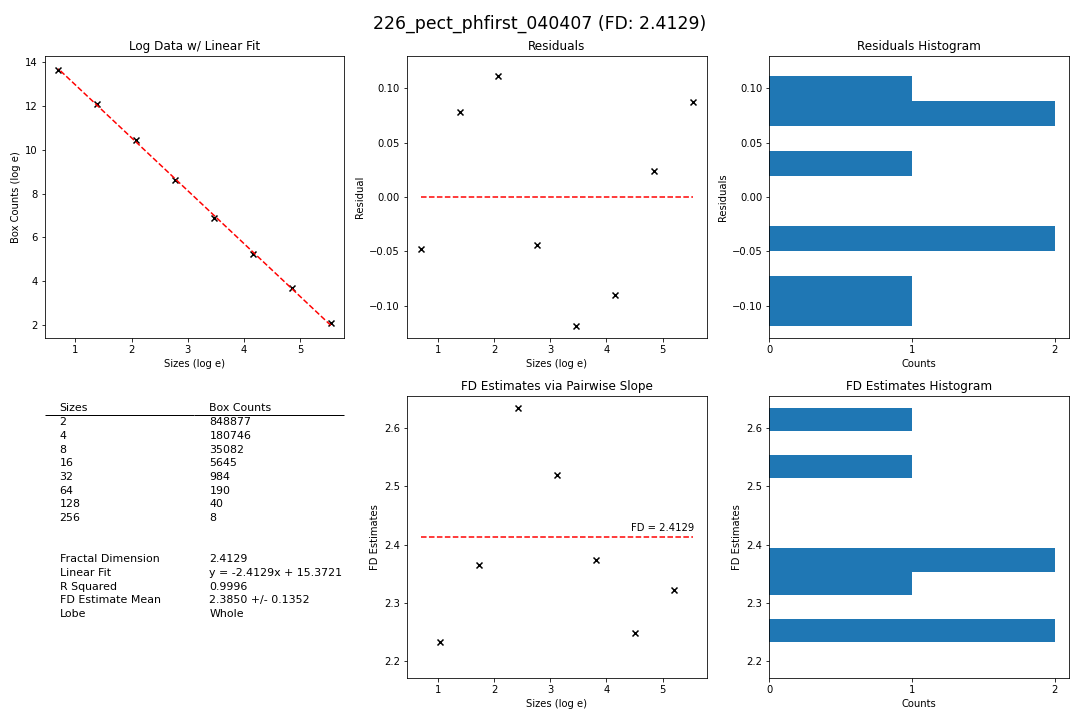 226_pect_phfirst_040407 (FD: 2.4129)
Log Data w/ Linear Fit
14
12
10
8
6
4
2
Box Counts (log e)
1 2 3 4 5
Sizes (log e)
Residuals
0.10
0.05
0.00
−0.05
−0.10
Residual
1 2 3 4 5
Sizes (log e)
Residuals Histogram
0.10
0.05
0.00
−0.05
−0.10
Residuals
0 1 2
Counts
Sizes Box Counts
2 848877
4 180746
8 35082
16 5645
32 984
64 190
128 40
256 8
Fractal Dimension 2.4129
Linear Fit y = -2.4129x + 15.3721
R Squared 0.9996
FD Estimate Mean 2.3850 +/- 0.1352
Lobe Whole
FD Estimates via Pairwise Slope
2.6
2.5
2.4
2.3
2.2
FD Estimates
FD = 2.4129
1 2 3 4 5
Sizes (log e)
FD Estimates Histogram
2.6
2.5
2.4
2.3
2.2
FD Estimates
0 1 2
Counts